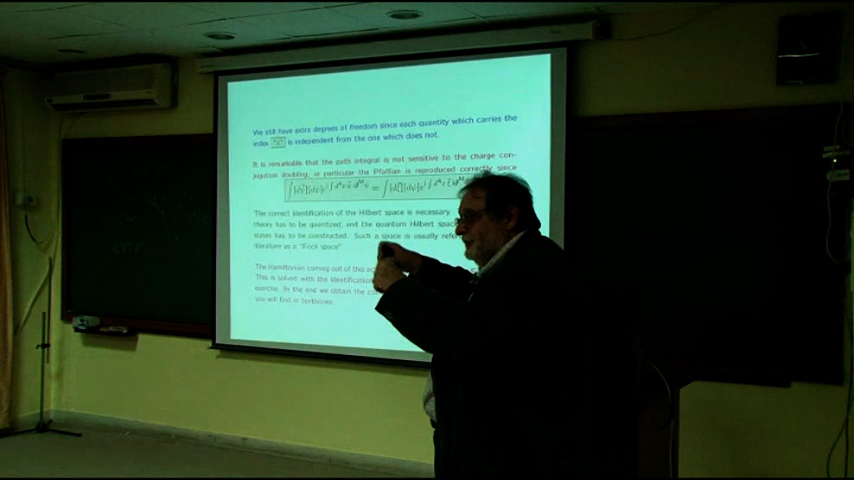 We still have extra degrees of freedom since each quantity which carries the
index "c" is independent from the one which does not.
It is remarkable that the path integral is not sensitive to the charge con-
jugation doubling, in particular the Pfaffian is reproduced correctly since
The correct identification of the Hilbert space is necessary.
theory has to be quantized, and the quantum Hilbert space
states has to be constructed. Such a space is usually
literature as a "Fock space"
The Hamiltonian coming out of this
This is solved with the identification
exercise. In the end we obtain the
you will find in textbooks